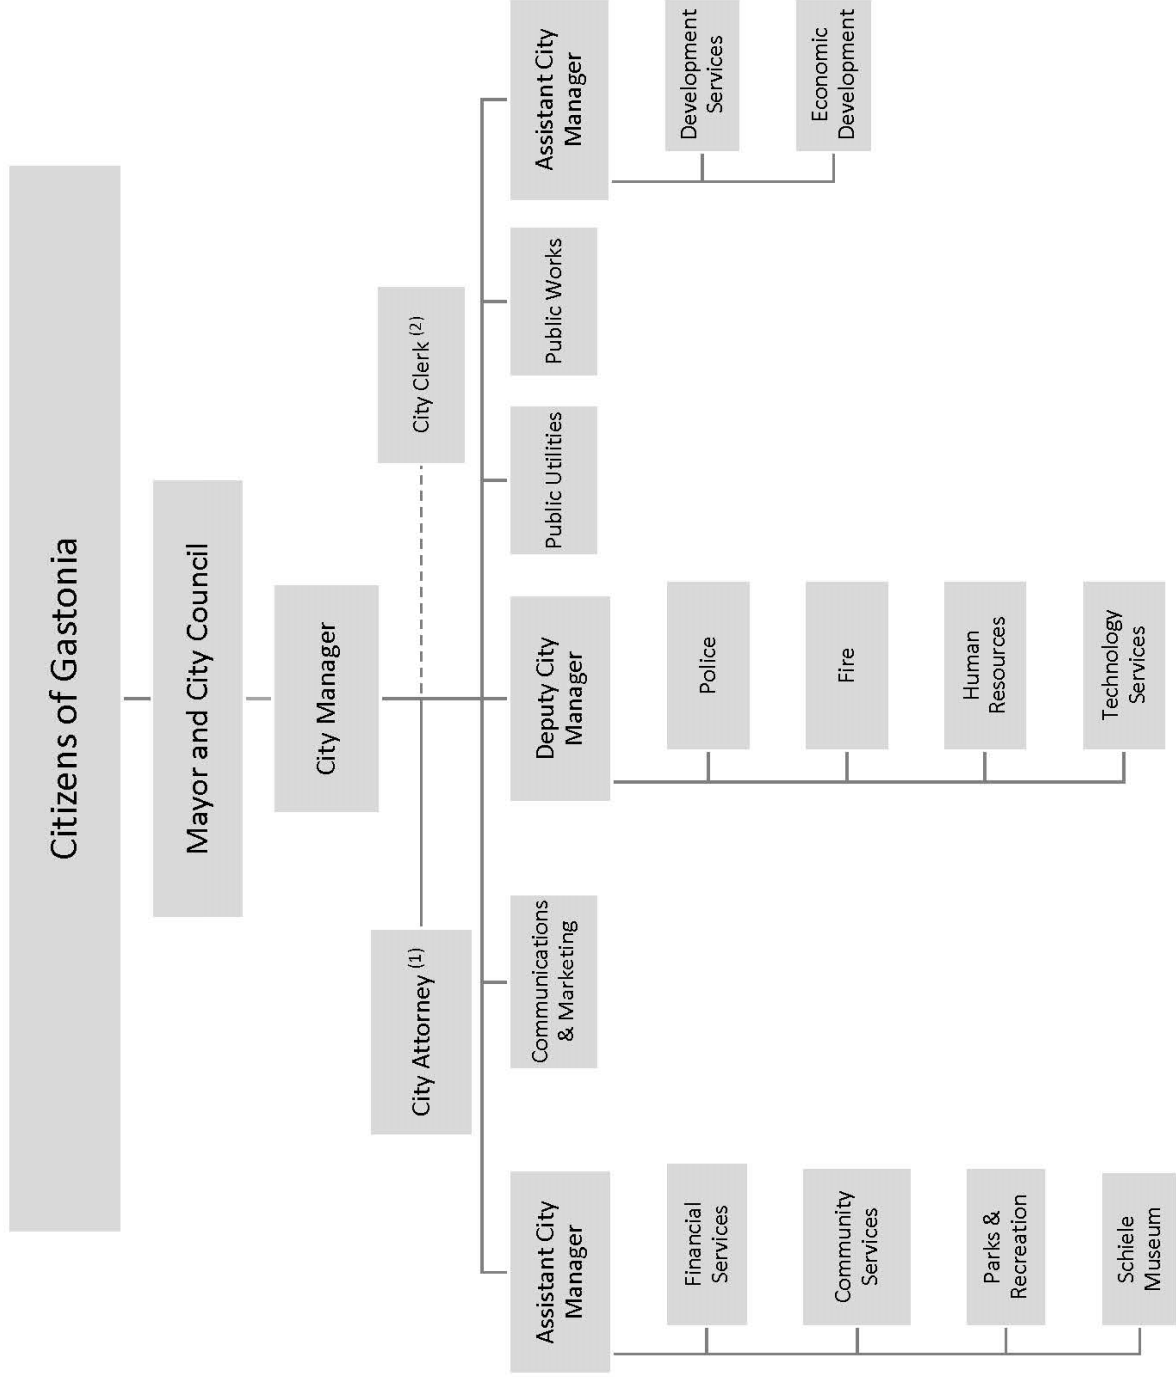 Citizens of Gastonia
Mayor and City Council
City Manager
City Attorney (1)
City Clerk (2)
Assistant City
Manager
Communications
& Marketing
Deputy City
Manager
Public Utilities
Public Works
Assistant City
Manager
Financial
Services
Community
Services
Parks &
Recreation
Schiele
Museum
Police
Fire
Human
Resources
Technology
Services
Development
Services
Economic
Development